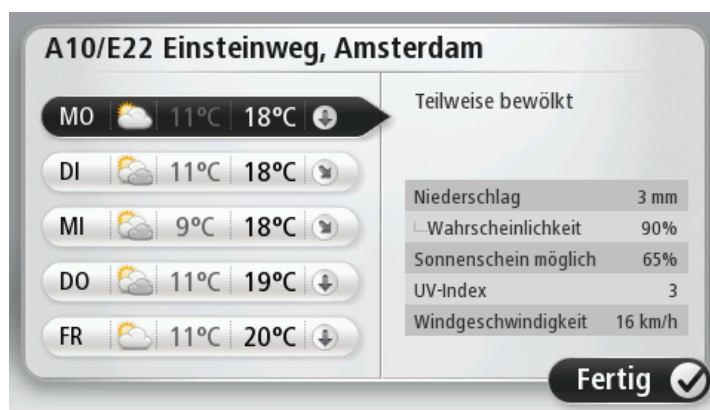 A10/E22 Einsteinweg, Amsterdam
MO 11°C 18°C
DI 11°C 18°C
MI 9°C 18°C
DO 11°C 19°C
FR 11°C 20°C
Teilweise bewölkt
Niederschlag 3 mm
Wahrscheinlichkeit 90%
Sonnenschein möglich 65%
UV-Index 3
Windgeschwindigkeit 16 km/h
Fertig